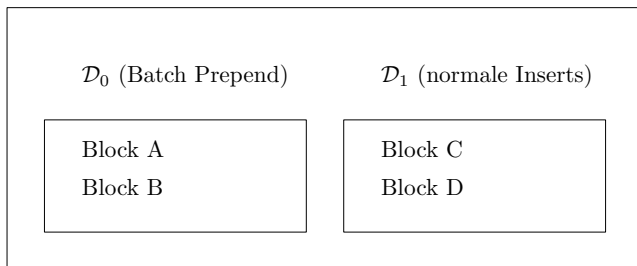 𝒟₀ (Batch Prepend)
Block A
Block B
𝒟₁ (normale Inserts)
Block C
Block D